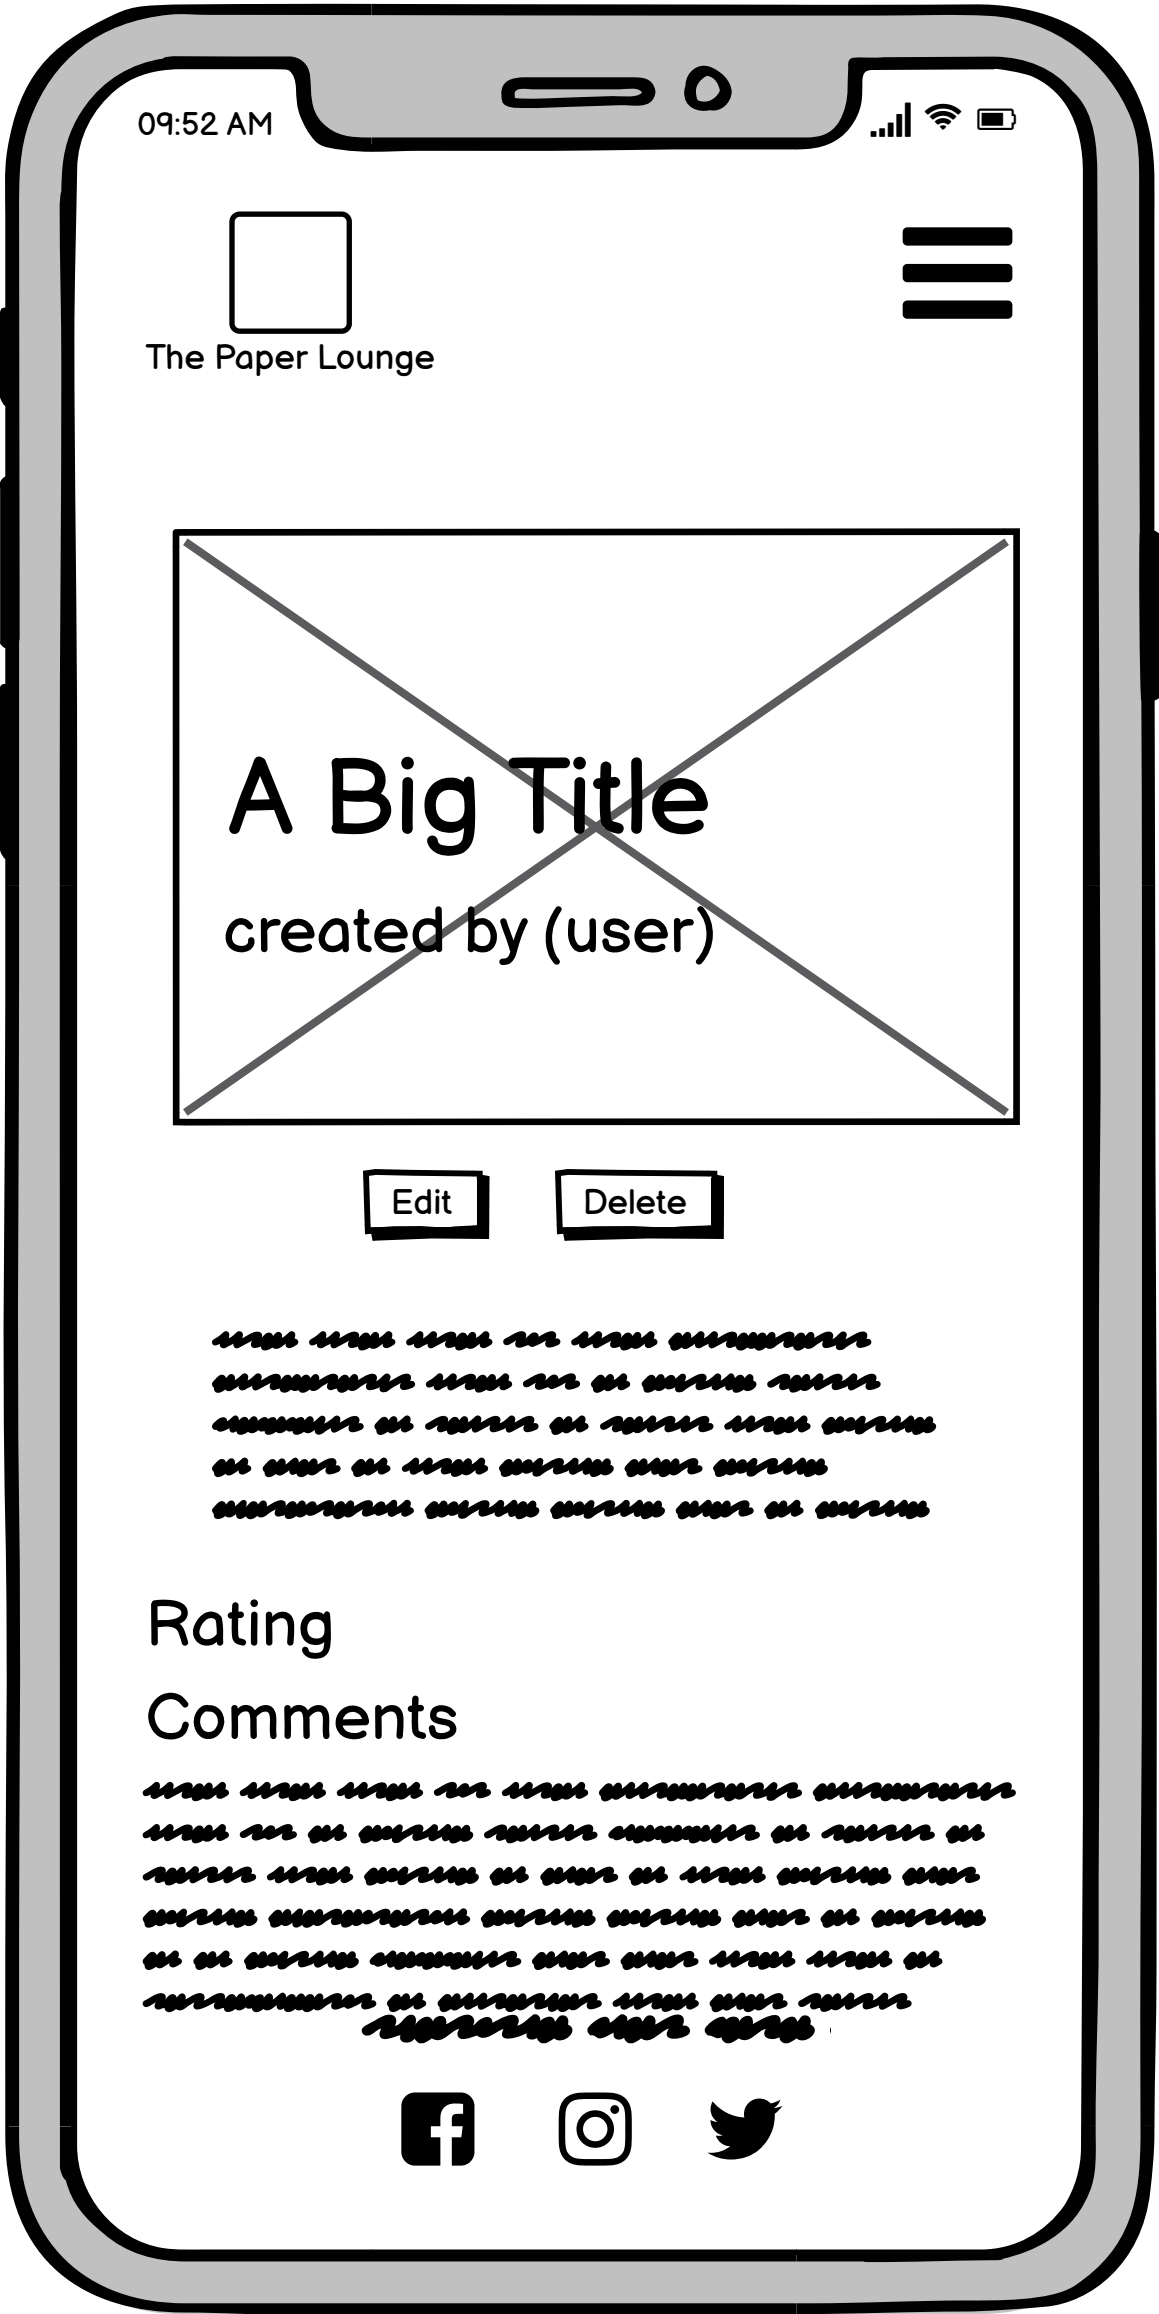 09:52 AM
The Paper Lounge
A Big Title
created by (user)
Edit
Delete
Rating
Comments